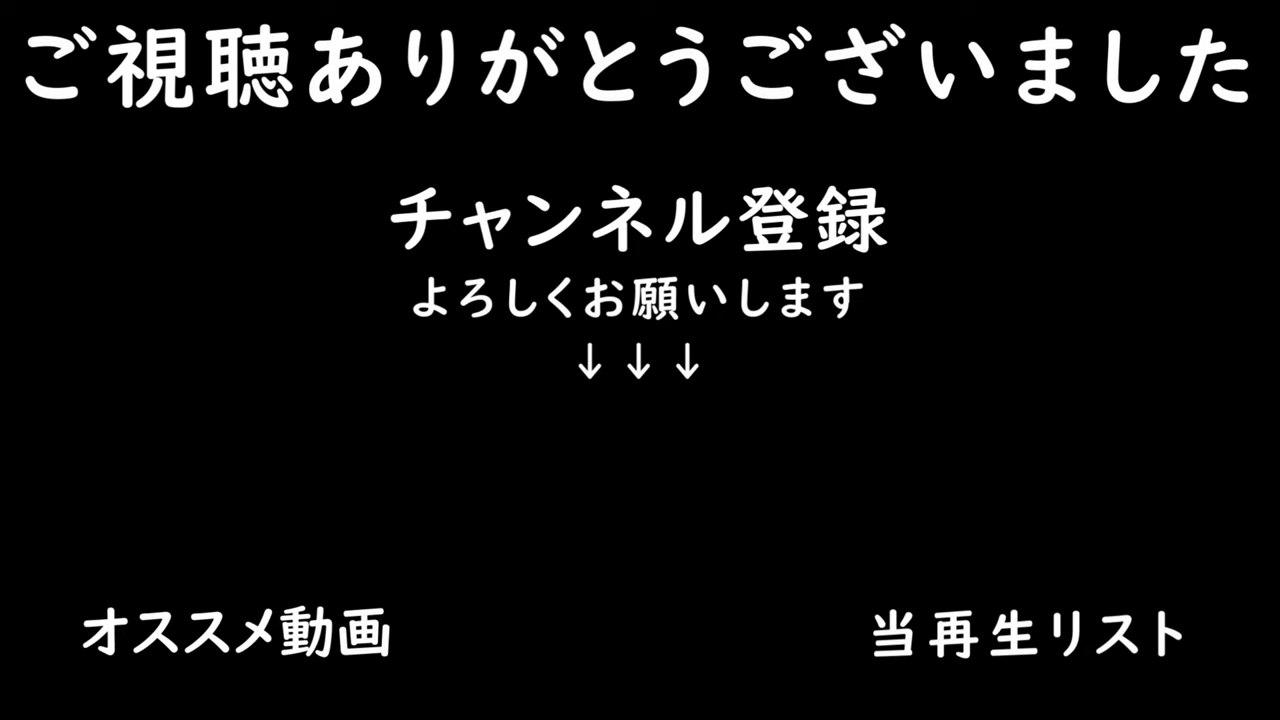 ご視聴ありがとうございました
チャンネル登録
よろしくお願いします
↓ ↓ ↓
オススメ動画
当再生リスト